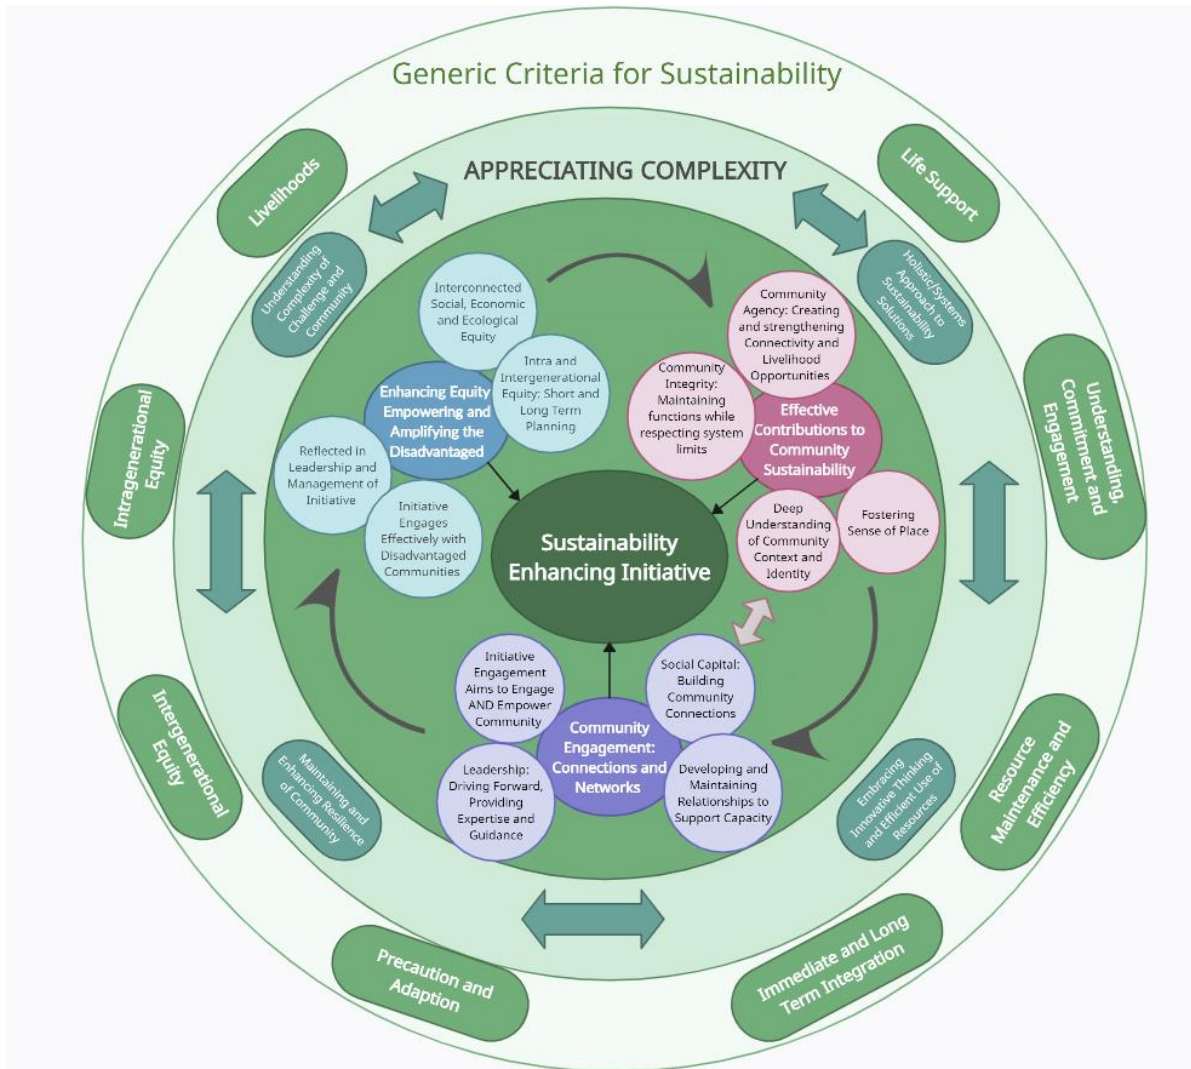 Generic Criteria for Sustainability
APPRECIATING COMPLEXITY
Livelihoods
Life Support
Understanding,
Commitment and
Engagement
Resource
Maintenance and
Efficiency
Immediate and Long
Term Integration
Precaution and
Adaption
Intergenerational
Equity
Intragenerational
Equity
Understanding
Complexity of
Challenge and
Community
Holistic/Systems
Approach to
Sustainability
Solutions
Embracing
Innovative Thinking
and Efficient Use of
Resources
Maintaining and
Enhancing Resilience
of Community
Interconnected
Social, Economic
and Ecological
Equity
Intra and
Intergenerational
Equity: Short and
Long Term
Planning
Enhancing Equity
Empowering and
Amplifying the
Disadvantaged
Reflected in
Leadership and
Management of
Initiative
Initiative
Engages
Effectively with
Disadvantaged
Communities
Community
Agency: Creating
and strengthening
Connectivity and
Livelihood
Opportunities
Community
Integrity:
Maintaining
functions while
respecting system
limits
Effective
Contributions to
Community
Sustainability
Deep
Understanding
of Community
Context and
Identity
Fostering
Sense of Place
Sustainability
Enhancing Initiative
Initiative
Engagement
Aims to Engage
AND Empower
Community
Social Capital:
Building
Community
Connections
Community
Engagement:
Connections and
Networks
Leadership:
Driving Forward,
Providing
Expertise and
Guidance
Developing and
Maintaining
Relationships to
Support Capacity